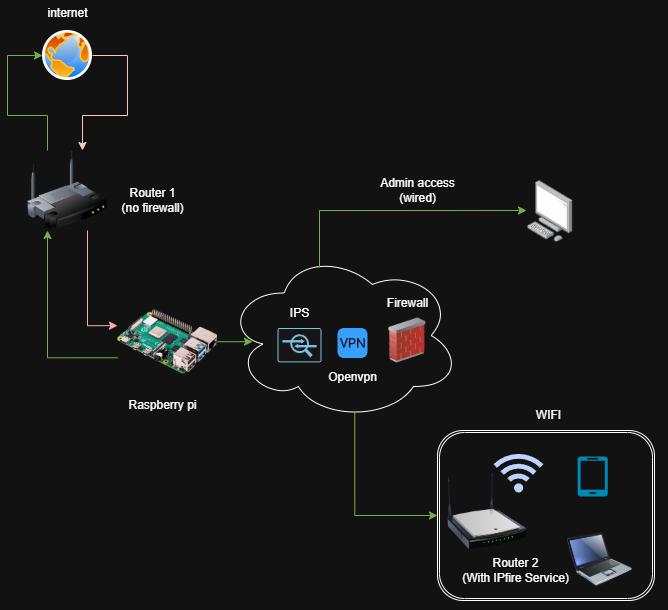 internet
Router 1
(no firewall)
Admin access
(wired)
IPS
Firewall
VPN
Openvpn
Raspberry pi
WIFI
Router 2
(With IPfire Service)